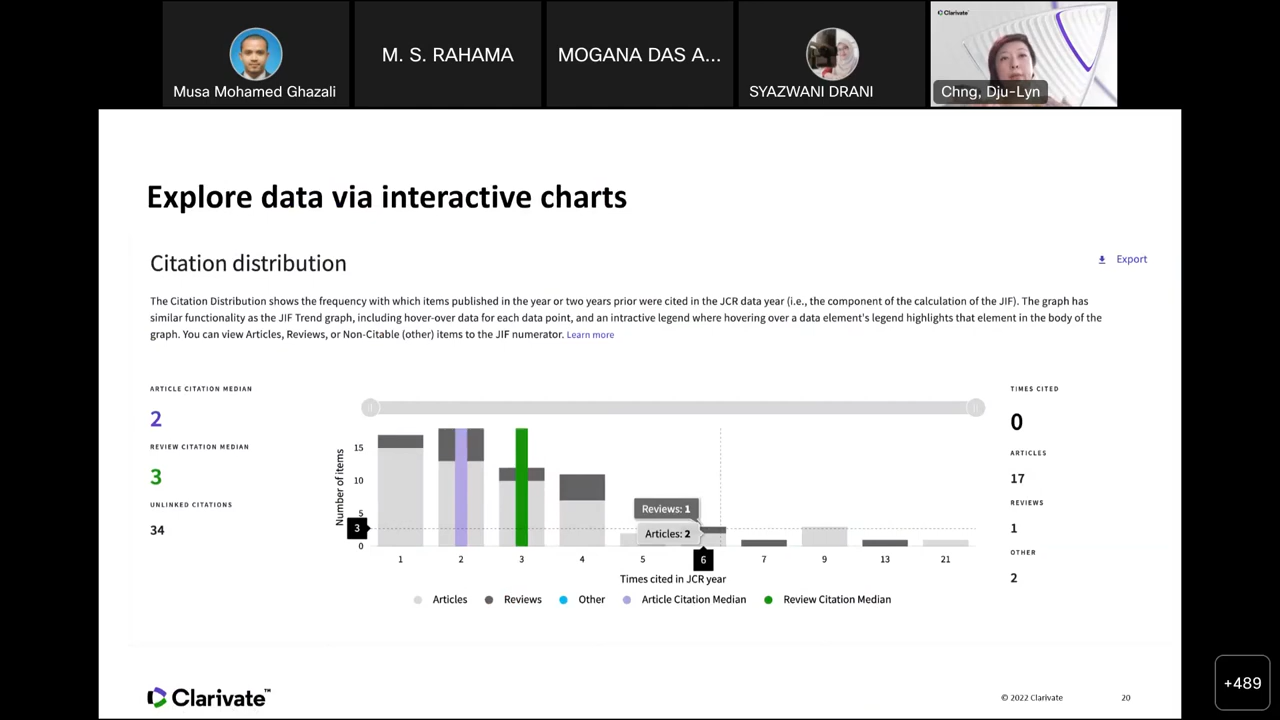 Musa Mohamed Ghazali
M. S. RAHAMA
MOGANA DAS A...
SYAZWANI DRANI
Clarivate
Chng, Dju-Lyn
Explore data via interactive charts
Citation distribution
Export
The Citation Distribution shows the frequency with which items published in the year or two years prior were cited in the JCR data year (i.e., the component of the calculation of the JIF). The graph has
similar functionality as the JIF Trend graph, including hover-over data for each data point, and an intractive legend where hovering over a data element's legend highlights that element in the body of the
graph. You can view Articles, Reviews, or Non-Citable (other) items to the JIF numerator. Learn more
ARTICLE CITATION MEDIAN
2
REVIEW CITATION MEDIAN
3
UNLINKED CITATIONS
34
Number of items
15
10
5
3
0
Reviews: 1
Articles: 2
1 2 3 4 5 6 7 9 13 21
Times cited in JCR year
Articles Reviews Other Article Citation Median Review Citation Median
TIMES CITED
0
ARTICLES
17
REVIEWS
1
OTHER
2
Clarivate™
© 2022 Clarivate
20
+489